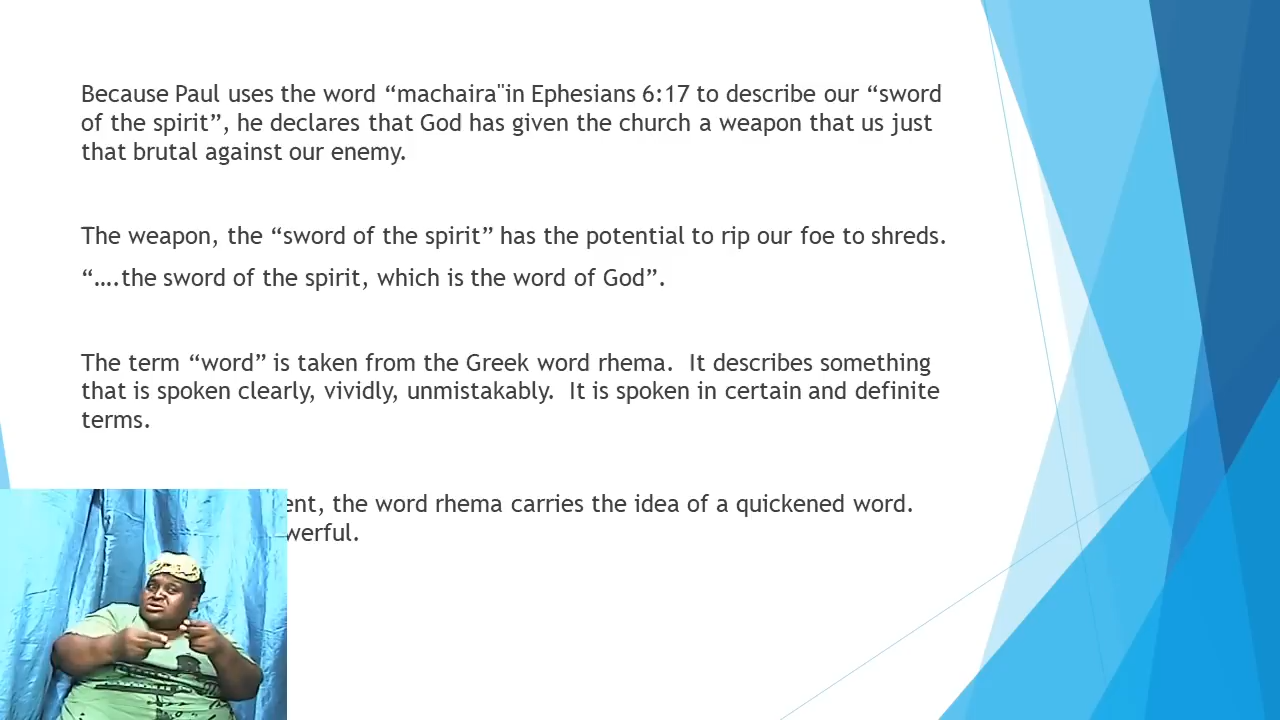 Because Paul uses the word “machaira"in Ephesians 6:17 to describe our “sword
of the spirit”, he declares that God has given the church a weapon that us just
that brutal against our enemy.
The weapon, the “sword of the spirit” has the potential to rip our foe to shreds.
“….the sword of the spirit, which is the word of God”.
The term “word” is taken from the Greek word rhema.  It describes something
that is spoken clearly, vividly, unmistakably.  It is spoken in certain and definite
terms.
ent, the word rhema carries the idea of a quickened word.
werful.